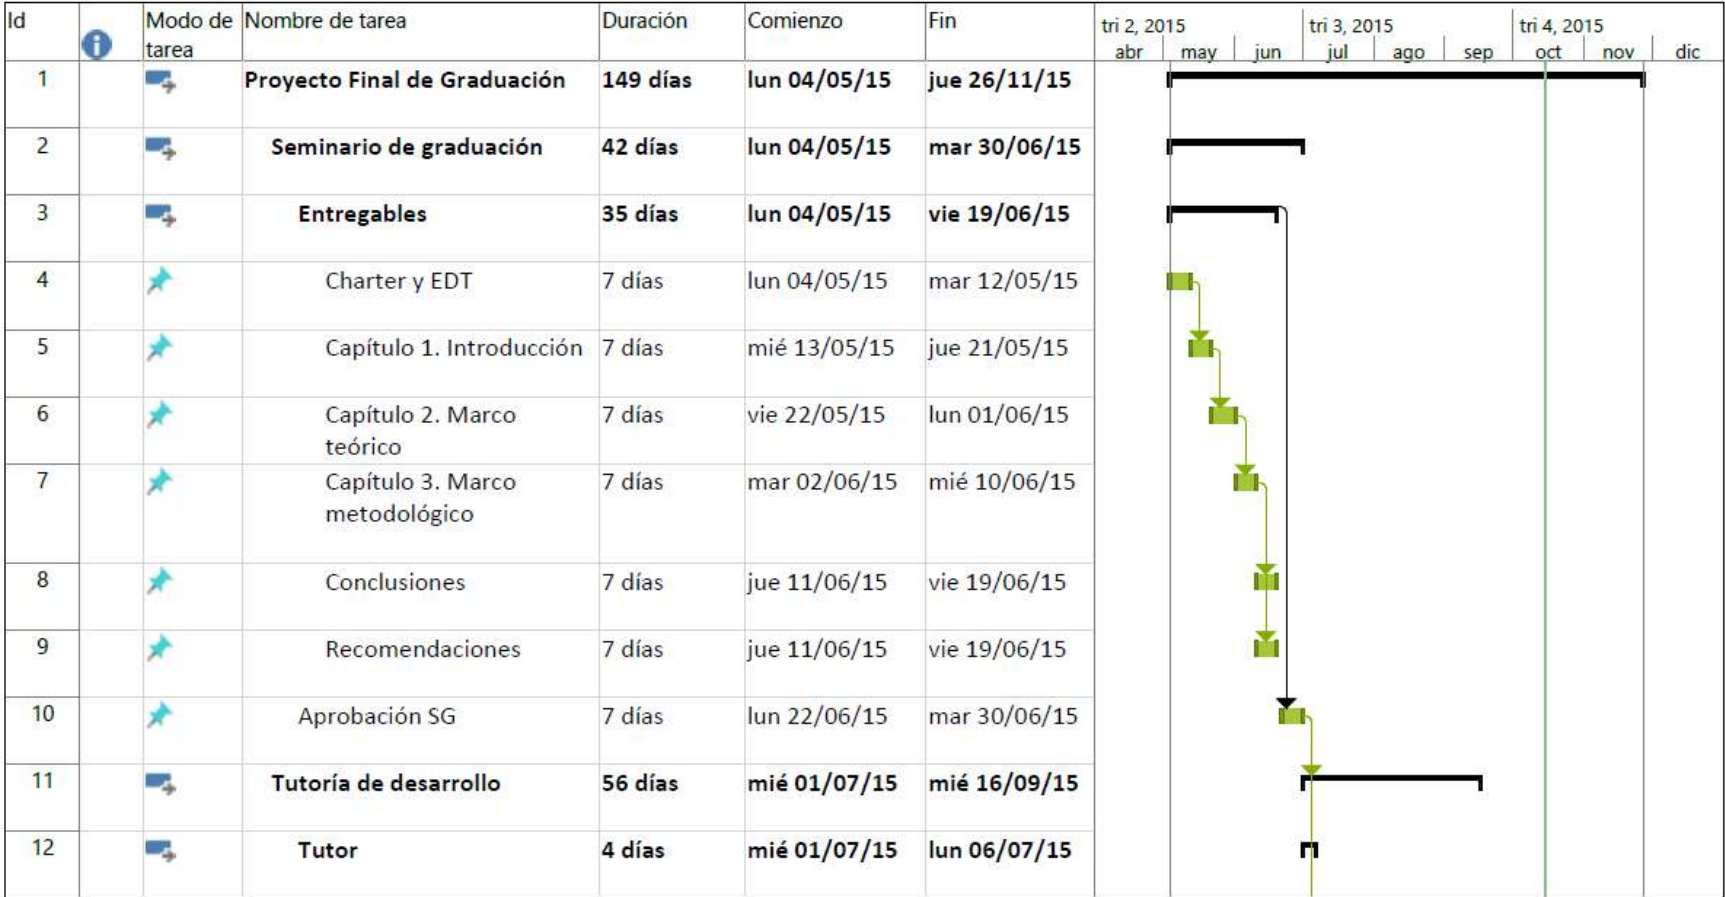 Id Modo de tarea Nombre de tarea Duración Comienzo Fin tri 2, 2015 tri 3, 2015 tri 4, 2015
abr may jun jul ago sep oct nov dic
1 Proyecto Final de Graduación 149 días lun 04/05/15 jue 26/11/15
2 Seminario de graduación 42 días lun 04/05/15 mar 30/06/15
3 Entregables 35 días lun 04/05/15 vie 19/06/15
4 Charter y EDT 7 días lun 04/05/15 mar 12/05/15
5 Capítulo 1. Introducción 7 días mié 13/05/15 jue 21/05/15
6 Capítulo 2. Marco teórico 7 días vie 22/05/15 lun 01/06/15
7 Capítulo 3. Marco metodológico 7 días mar 02/06/15 mié 10/06/15
8 Conclusiones 7 días jue 11/06/15 vie 19/06/15
9 Recomendaciones 7 días jue 11/06/15 vie 19/06/15
10 Aprobación SG 7 días lun 22/06/15 mar 30/06/15
11 Tutoría de desarrollo 56 días mié 01/07/15 mié 16/09/15
12 Tutor 4 días mié 01/07/15 lun 06/07/15